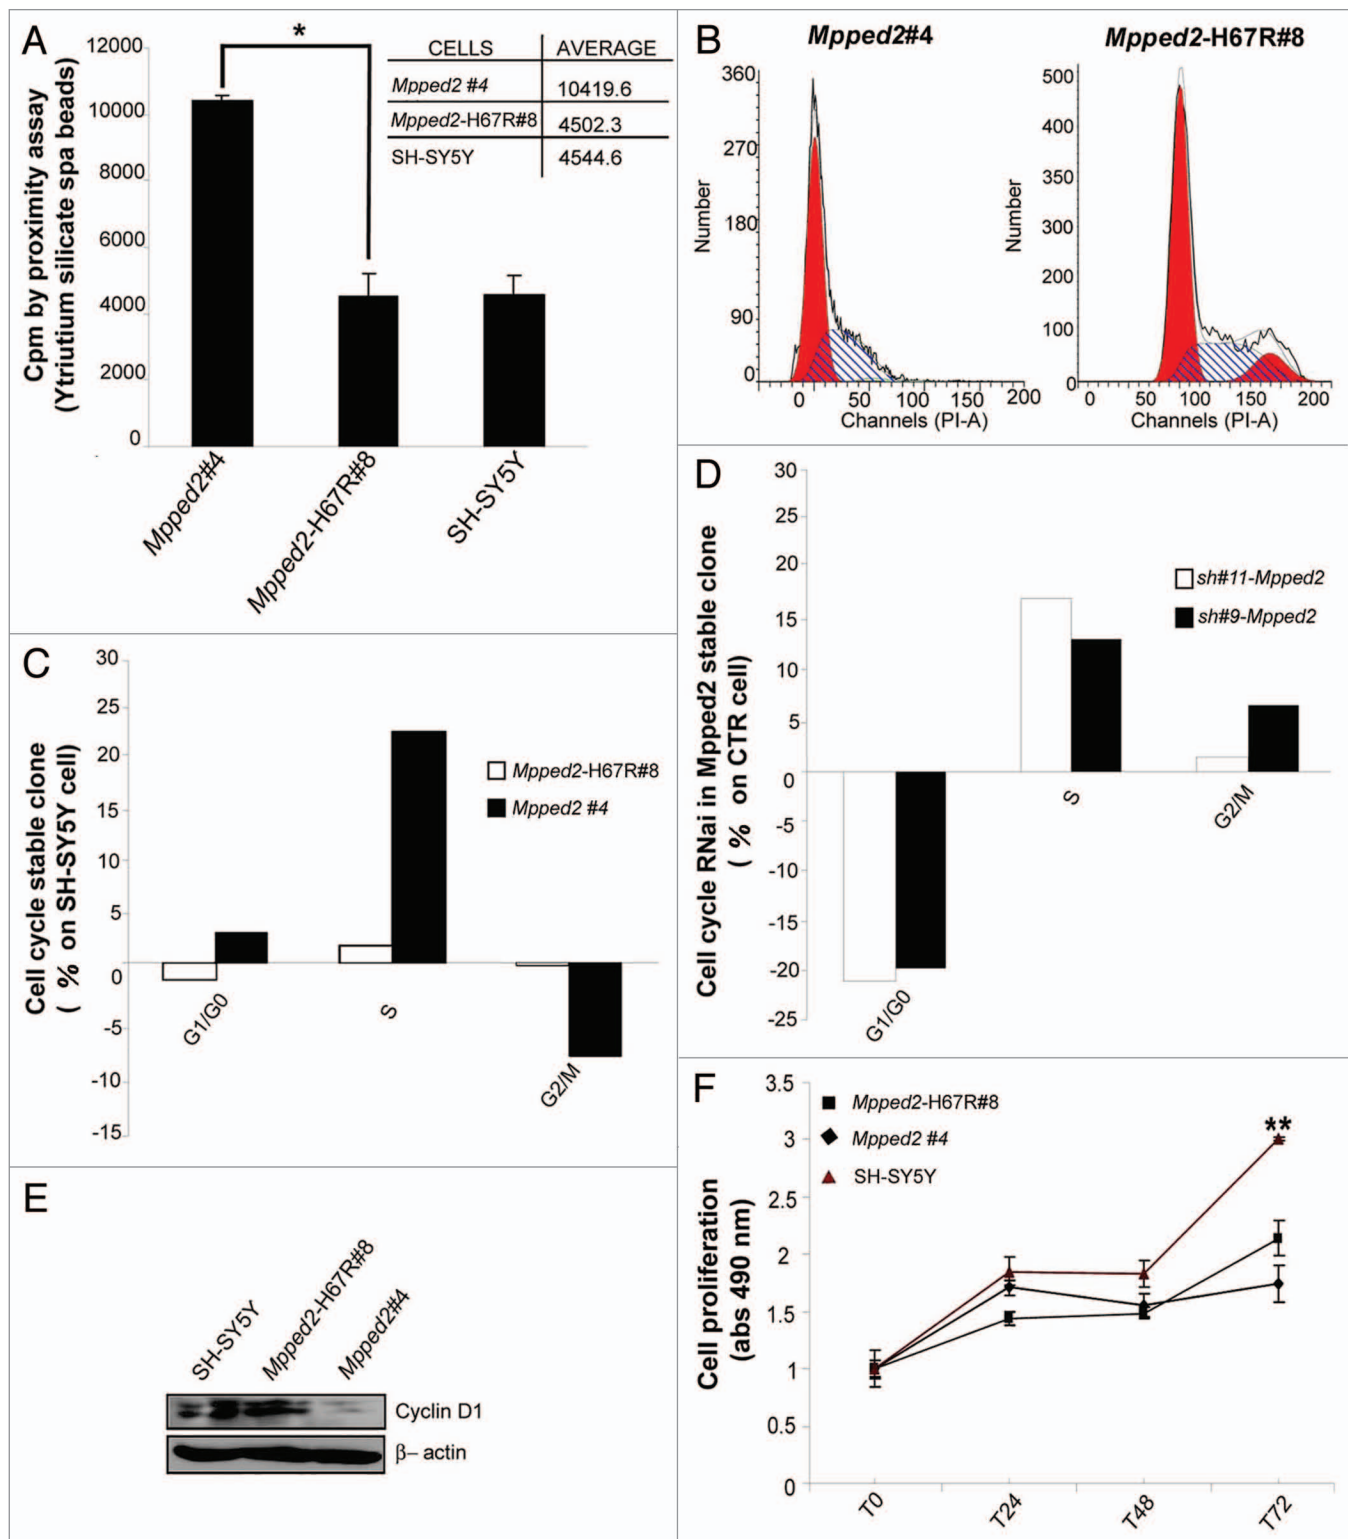 A
Cpm by proximity assay
(Ytriutium silicate spa beads)
12000
10000
8000
6000
4000
2000
0
*
CELLS AVERAGE
Mpped2 #4 10419.6
Mpped2-H67R#8 4502.3
SH-SY5Y 4544.6
Mpped2#4
Mpped2-H67R#8
SH-SY5Y
B
Mpped2#4
Number
360
270
180
90
0
0 50 100 150 200
Channels (PI-A)
Mpped2-H67R#8
Number
500
400
350
300
200
100
0
0 50 100 150 200
Channels (PI-A)
C
Cell cycle stable clone
( % on SH-SY5Y cell)
30
25
20
15
10
5
0
-5
-10
-15
Mpped2-H67R#8
Mpped2 #4
G1/G0
S
G2/M
D
Cell cycle RNai in Mpped2 stable clone
( % on CTR cell)
30
25
20
15
10
5
0
-5
-10
-15
-20
-25
sh#11-Mpped2
sh#9-Mpped2
G1/G0
S
G2/M
E
SH-SY5Y
Mpped2-H67R#8
Mpped2#4
Cyclin D1
β– actin
F
Cell proliferation
(abs 490 nm)
3.5
3
2.5
2
1.5
1
0.5
0
Mpped2-H67R#8
Mpped2 #4
SH-SY5Y
**
T0
T24
T48
T72